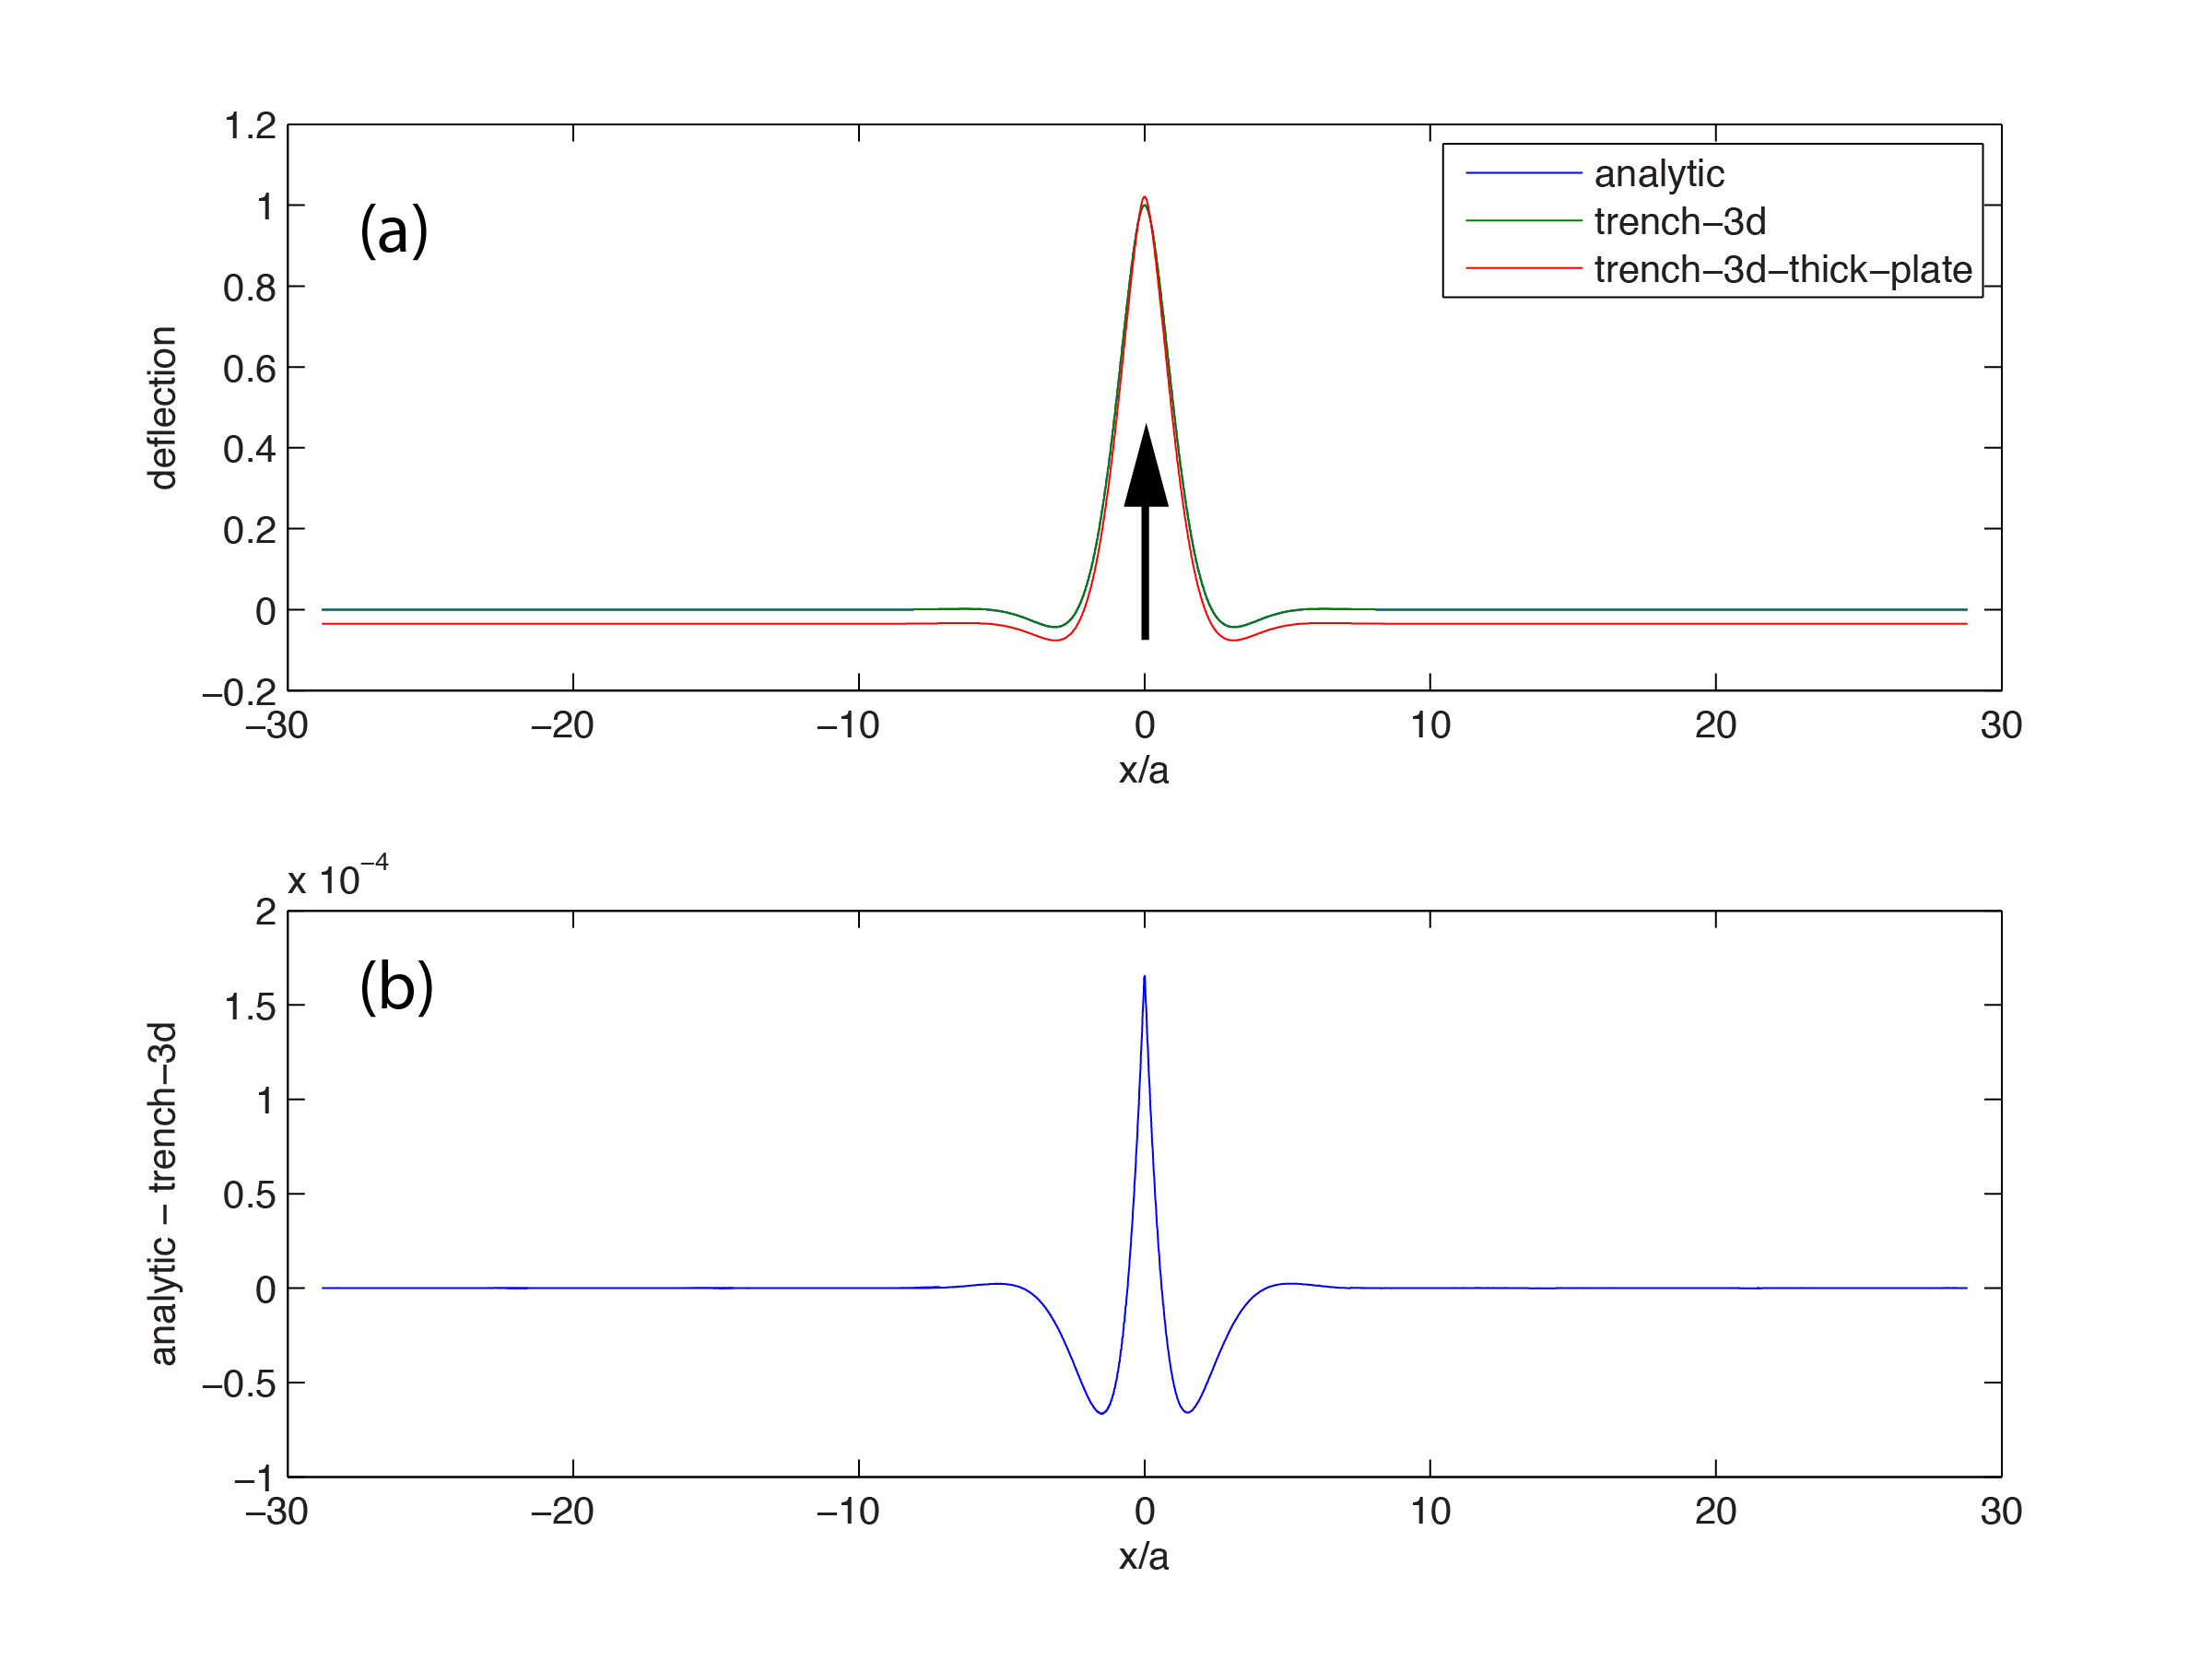 (a)
analytic
trench–3d
trench–3d–thick–plate
deflection
1.2
1
0.8
0.6
0.4
0.2
0
–0.2
–30
–20
–10
0
10
20
30
x/a
x 10–4
(b)
analytic – trench–3d
2
1.5
1
0.5
0
–0.5
–1
–30
–20
–10
0
10
20
30
x/a